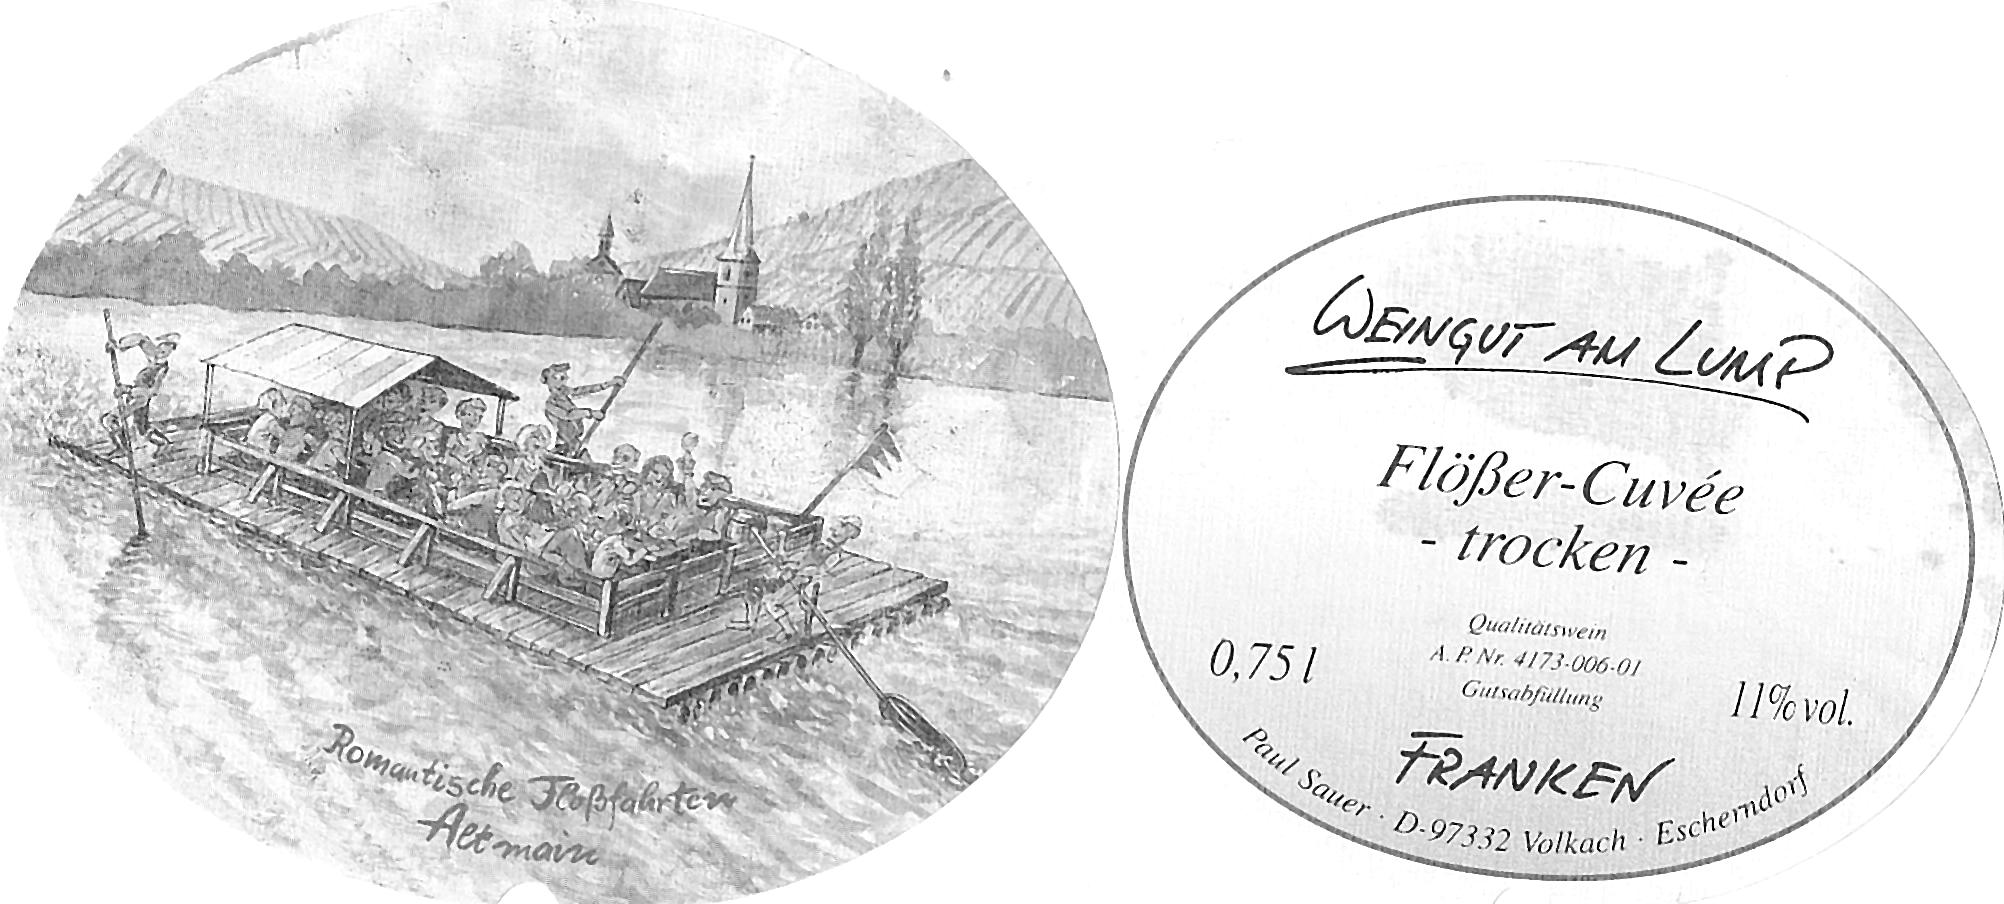 Romantische Floßfahrten
Altmain
WEINGUT AM LUMP
Flößer-Cuvée
- trocken -
Qualitätswein
A. P. Nr. 4173-006-01
Gutsabfüllung
0,75 l
11% vol.
FRANKEN
Paul Sauer · D-97332 Volkach · Escherndorf